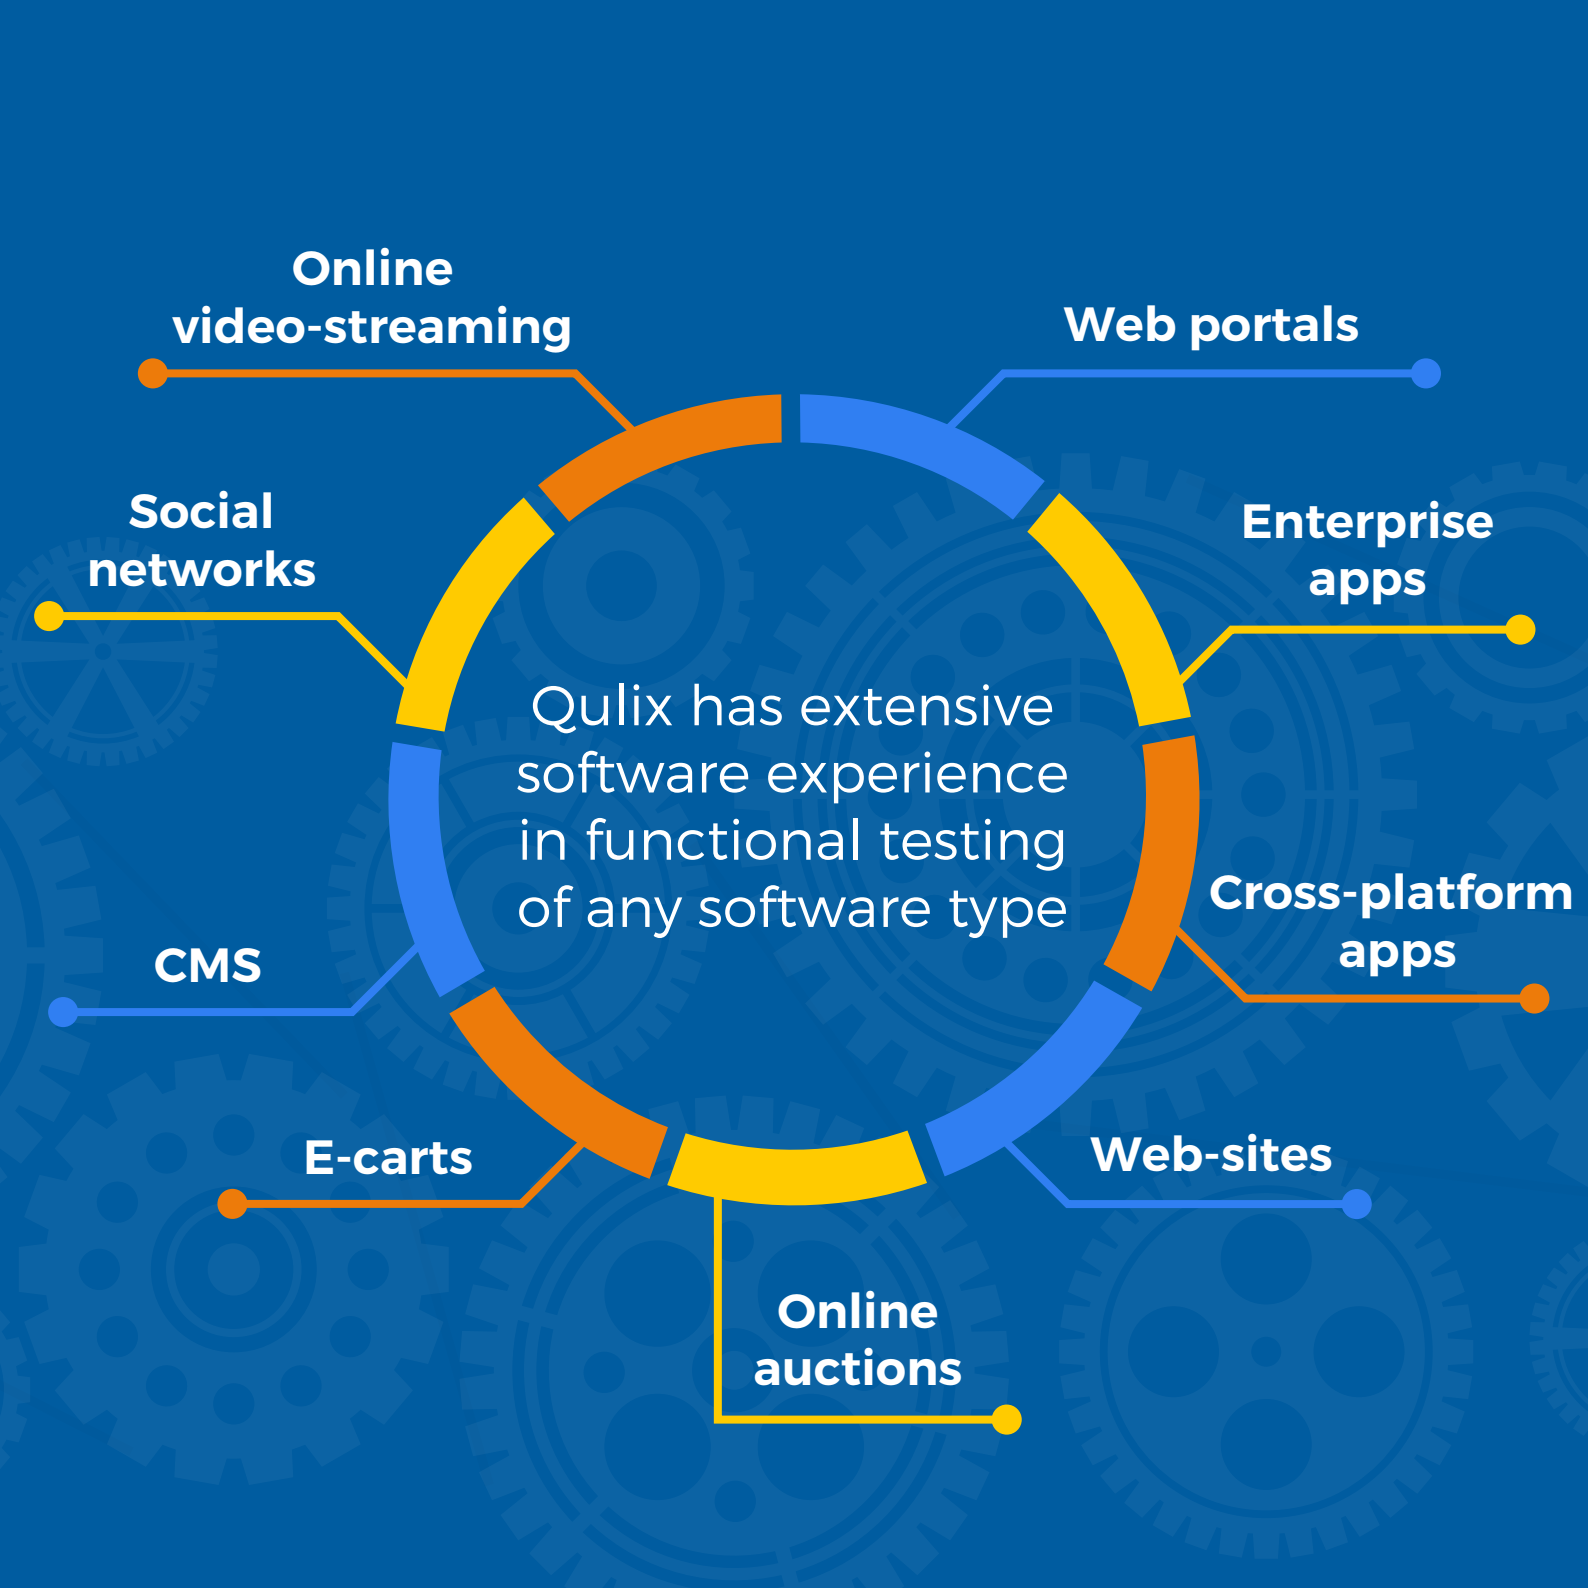 Online
video-streaming
Web portals
Social
networks
Enterprise
apps
Qulix has extensive
software experience
in functional testing
of any software type
Cross-platform
apps
CMS
E-carts
Web-sites
Online
auctions